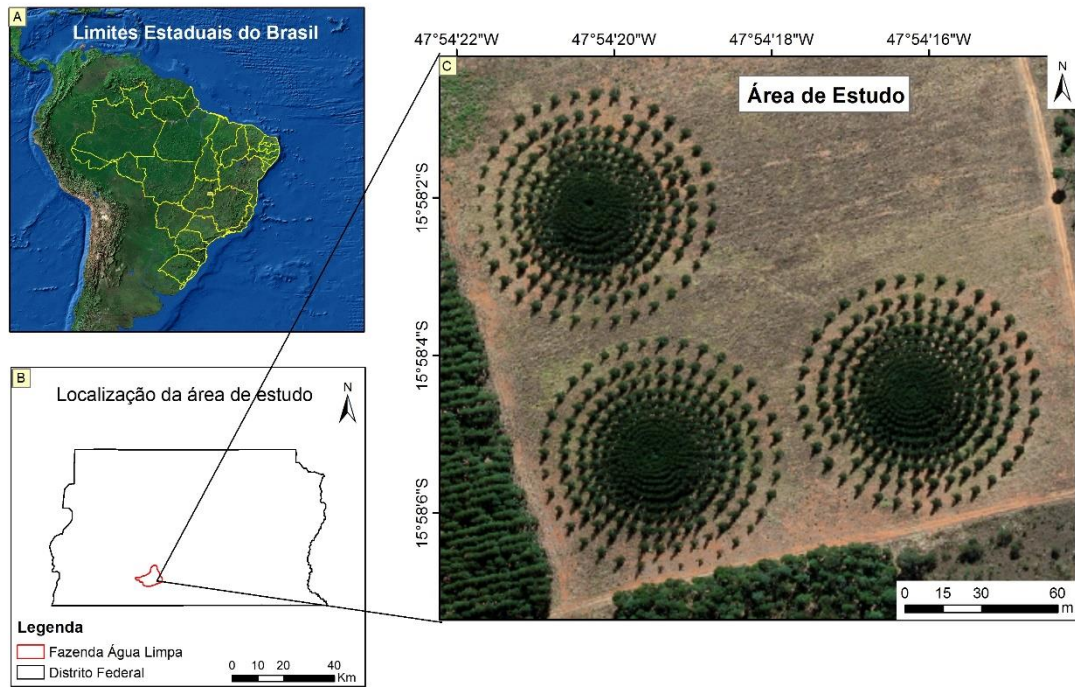 A
Limites Estaduais do Brasil
B
N
Localização da área de estudo
Legenda
Fazenda Água Limpa
Distrito Federal
0 10 20 40
Km
47°54'22"W 47°54'20"W 47°54'18"W 47°54'16"W
C
N
Área de Estudo
15°58'2"S
15°58'4"S
15°58'6"S
0 15 30 60
m